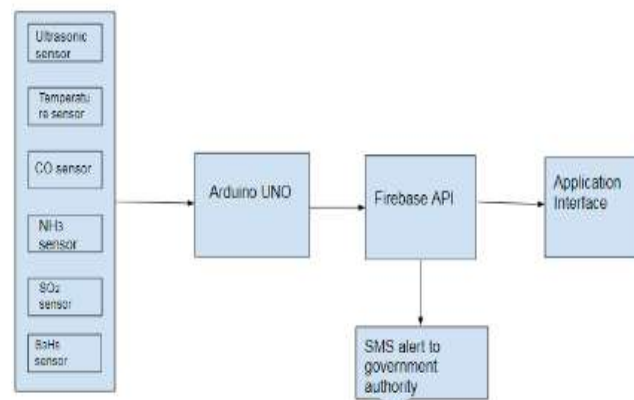 Ultrasonic
sensor
Temperatu
re sensor
CO sensor
NH3
sensor
SO2
sensor
B3H6
sensor
Arduino UNO
Firebase API
Application
Interface
SMS alert to
government
authority